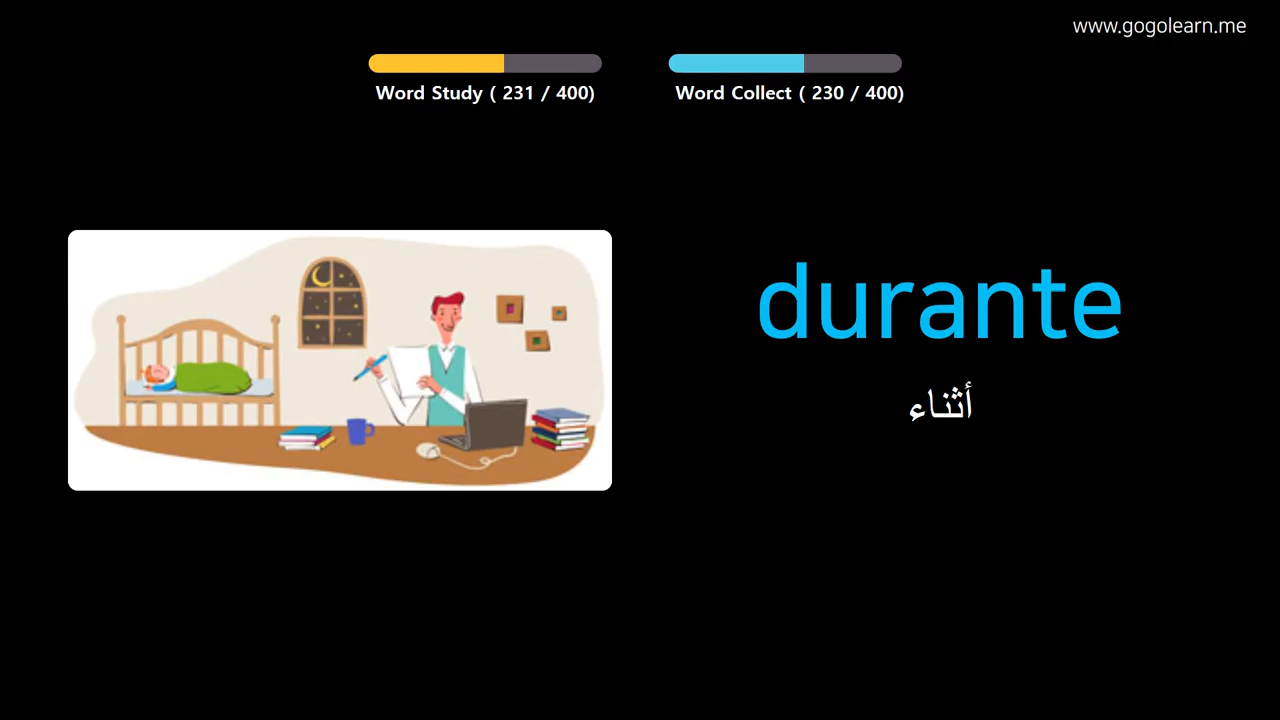 www.gogolearn.me
Word Study ( 231 / 400)
Word Collect ( 230 / 400)
durante
أثناء